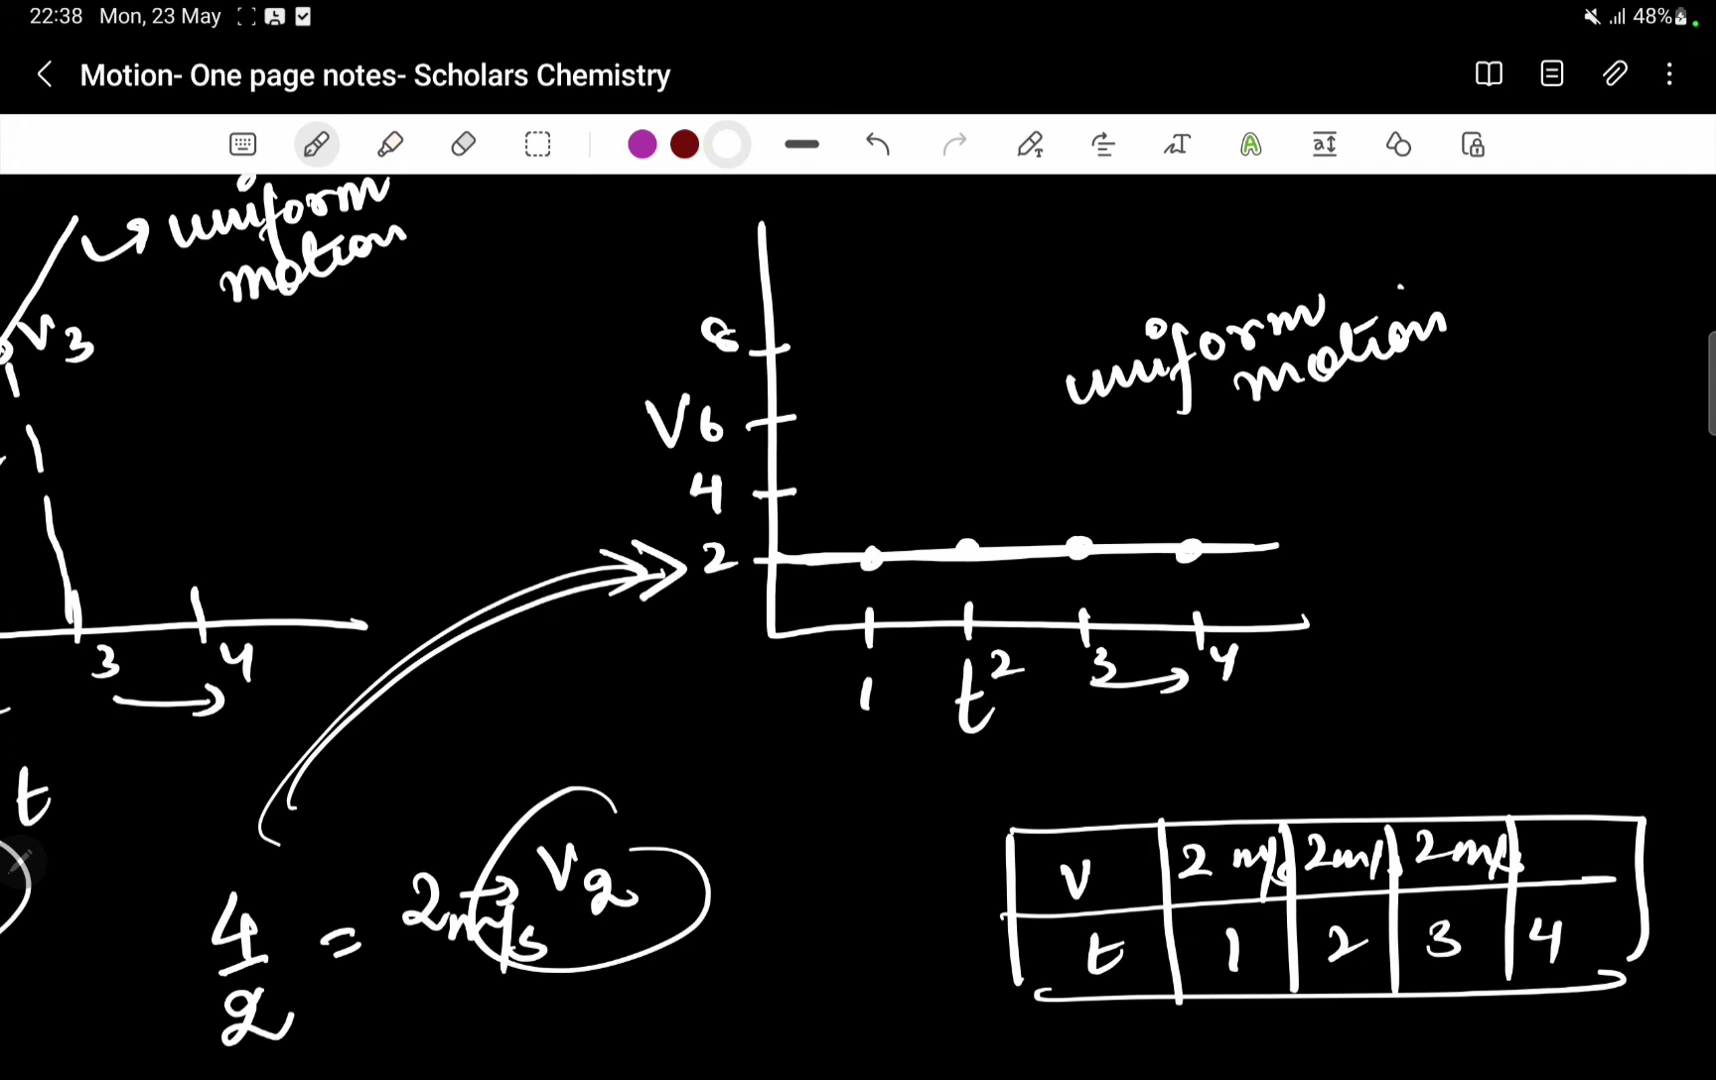 22:38 Mon, 23 May
48%
Motion- One page notes- Scholars Chemistry
uniform
motion
V3
3 4
t
uniform
motion
8
V 6
4
2
1 2 3 4
t
4/2 = 2m/s → V2
V 2 m/s 2m/s 2m/s
t 1 2 3 4